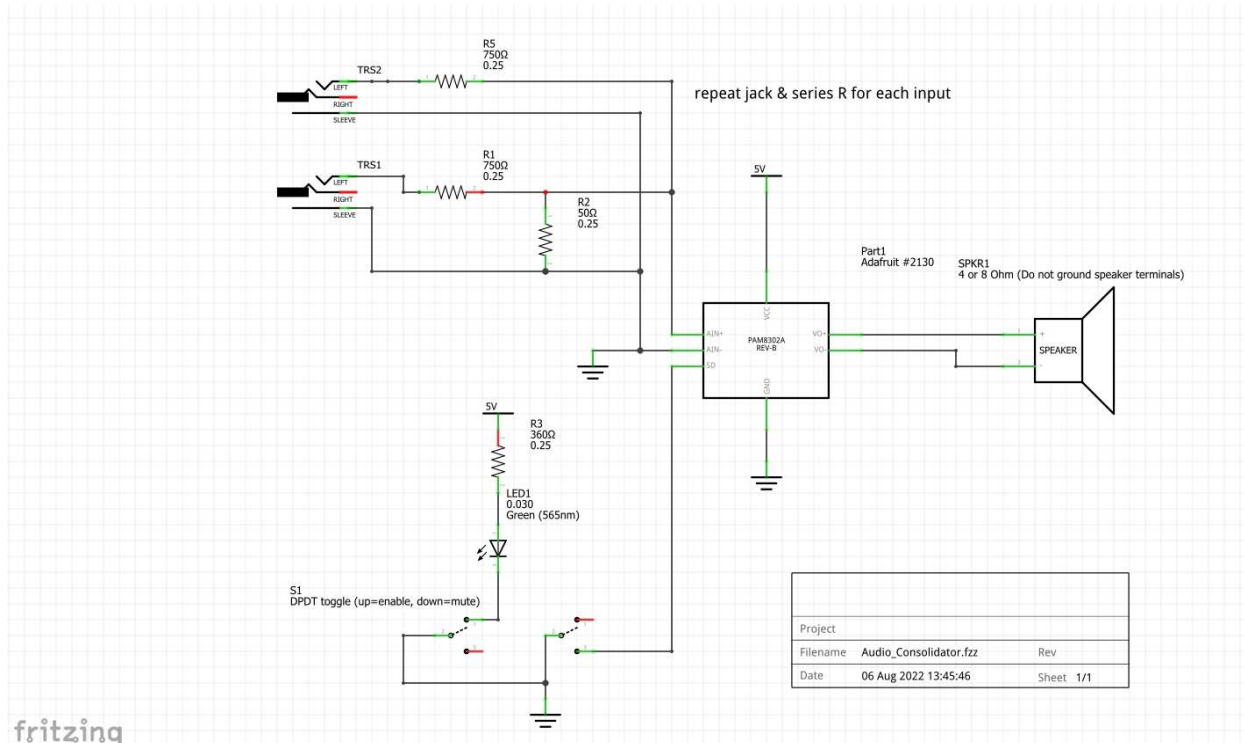 R5
750Ω
0.25
TRS2
LEFT
RIGHT
SLEEVE
repeat jack & series R for each input
R1
750Ω
0.25
TRS1
LEFT
RIGHT
SLEEVE
R2
50Ω
0.25
5V
Part1
Adafruit #2130
SPKR1
4 or 8 Ohm (Do not ground speaker terminals)
VCC
AIN+
AIN-
SD
PAM8302A
REV-B
VO+
VO-
GND
+
SPEAKER
-
5V
R3
360Ω
0.25
LED1
0.030
Green (565nm)
S1
DPDT toggle (up=enable, down=mute)
Project
Filename Audio_Consolidator.fzz Rev
Date 06 Aug 2022 13:45:46 Sheet 1/1
fritzing